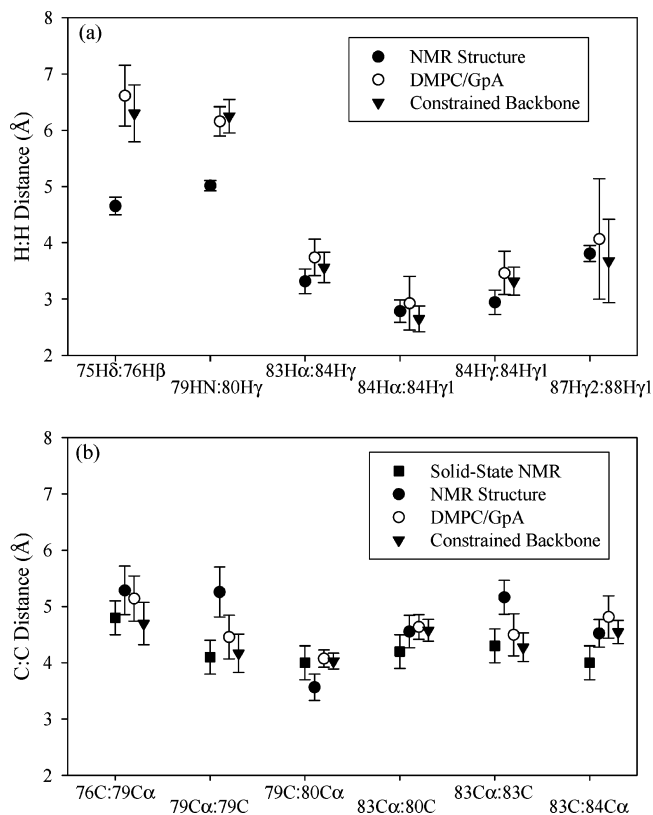 (a)
NMR Structure
DMPC/GpA
Constrained Backbone
H:H Distance (Å)
8
7
6
5
4
3
2
75Hδ:76Hβ
79HN:80Hγ
83Hα:84Hγ
84Hα:84Hγ1
84Hγ:84Hγ1
87Hγ2:88Hγ1
(b)
Solid-State NMR
NMR Structure
DMPC/GpA
Constrained Backbone
C:C Distance (Å)
8
7
6
5
4
3
2
76C:79Cα
79Cα:79C
79C:80Cα
83Cα:80C
83Cα:83C
83C:84Cα